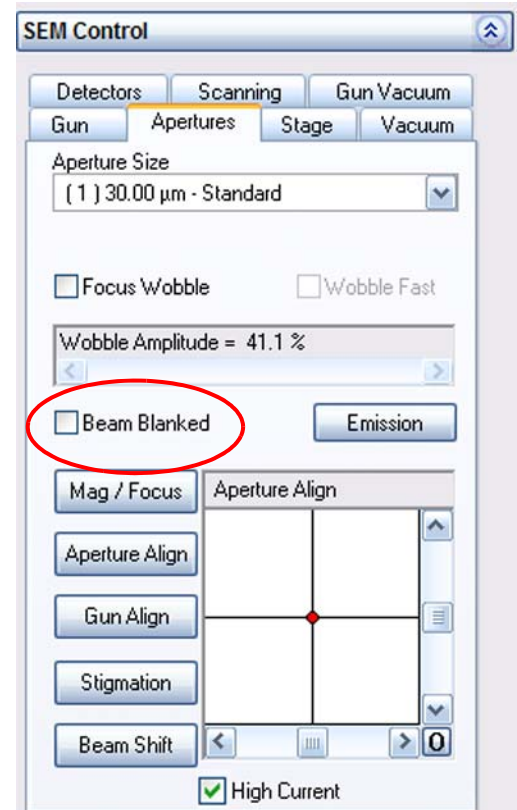 SEM Control
Detectors Scanning Gun Vacuum
Gun Apertures Stage Vacuum
Aperture Size
( 1 ) 30.00 µm - Standard
Focus Wobble Wobble Fast
Wobble Amplitude = 41.1 %
Beam Blanked Emission
Mag / Focus Aperture Align
Aperture Align
Gun Align
Stigmation
Beam Shift 0
High Current